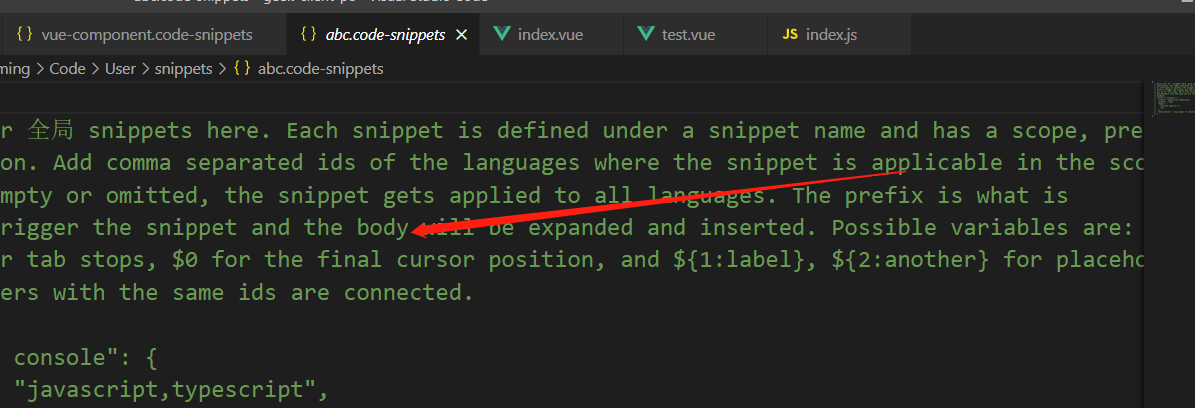 vue-component.code-snippets abc.code-snippets index.vue test.vue JS index.js
ming > Code > User > snippets > abc.code-snippets
r 全局 snippets here. Each snippet is defined under a snippet name and has a scope, pre
on. Add comma separated ids of the languages where the snippet is applicable in the sco
mpty or omitted, the snippet gets applied to all languages. The prefix is what is
rigger the snippet and the body will be expanded and inserted. Possible variables are:
r tab stops, $0 for the final cursor position, and ${1:label}, ${2:another} for placeho
ers with the same ids are connected.
console": {
"javascript,typescript",